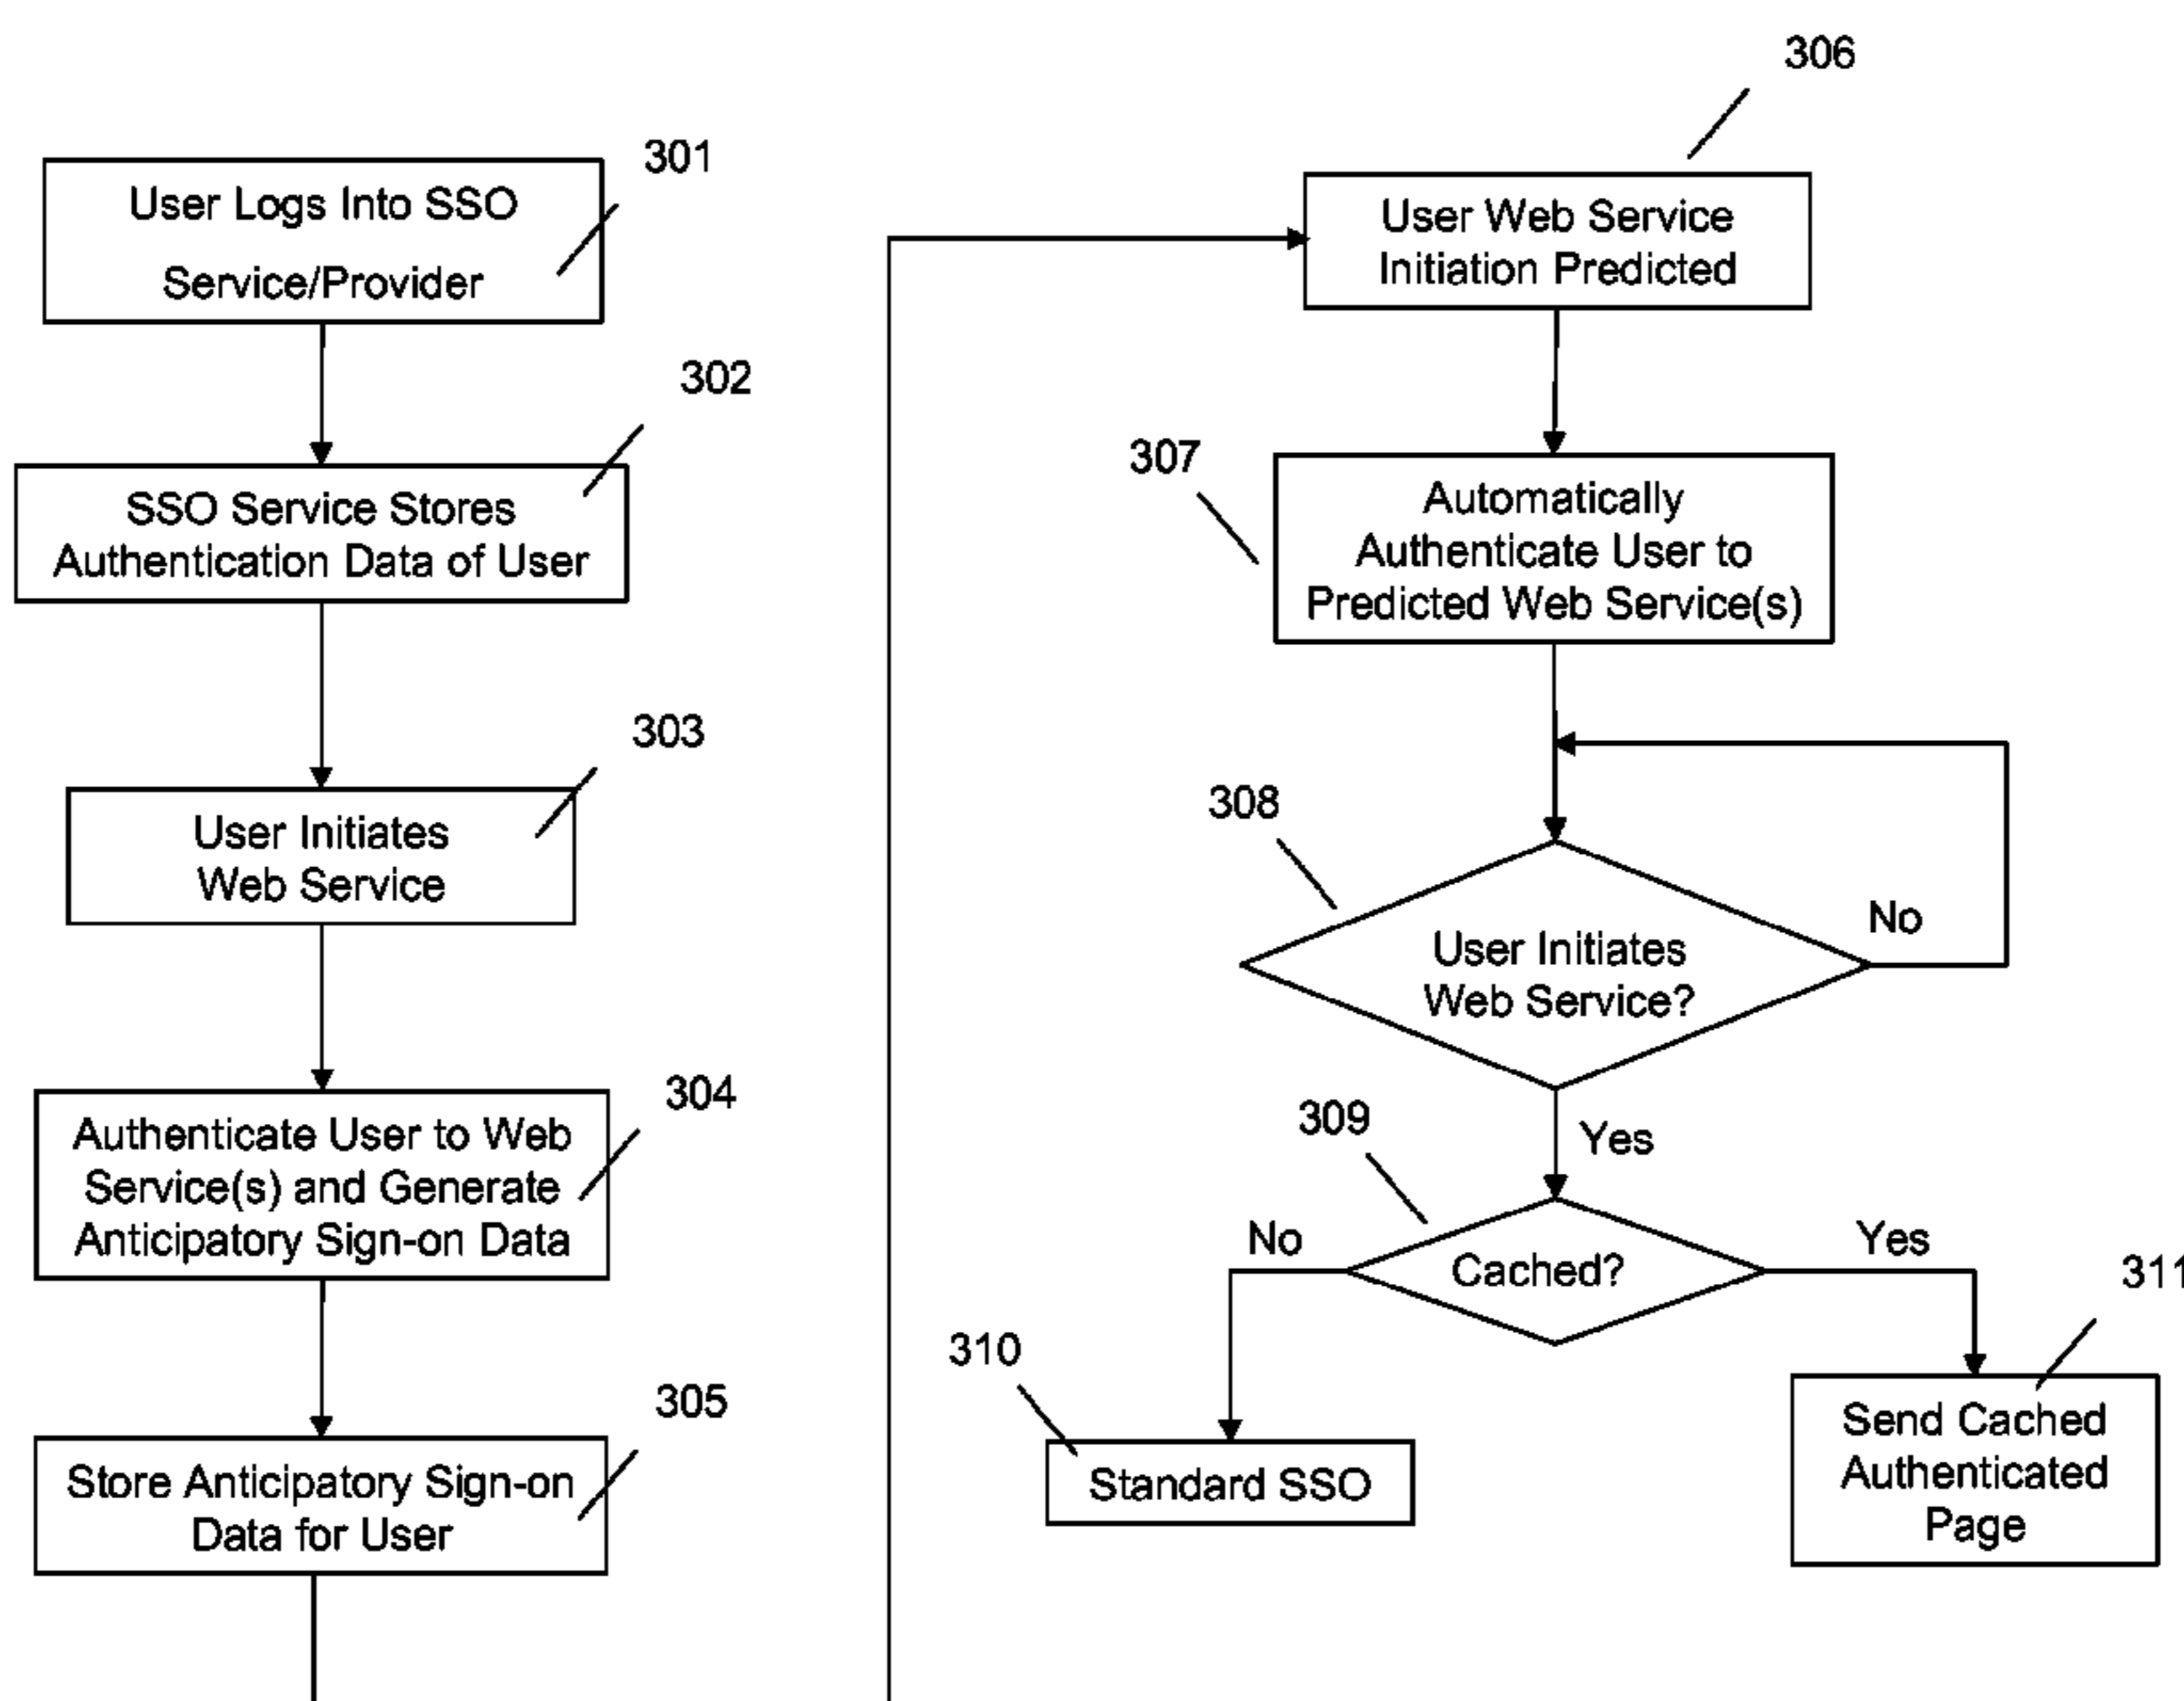 301
User Logs Into SSO
Service/Provider
302
SSO Service Stores
Authentication Data of User
303
User Initiates
Web Service
304
Authenticate User to Web
Service(s) and Generate
Anticipatory Sign-on Data
305
Store Anticipatory Sign-on
Data for User
306
User Web Service
Initiation Predicted
307
Automatically
Authenticate User to
Predicted Web Service(s)
308
User Initiates
Web Service?
No
Yes
309
Cached?
No
Yes
310
Standard SSO
311
Send Cached
Authenticated
Page